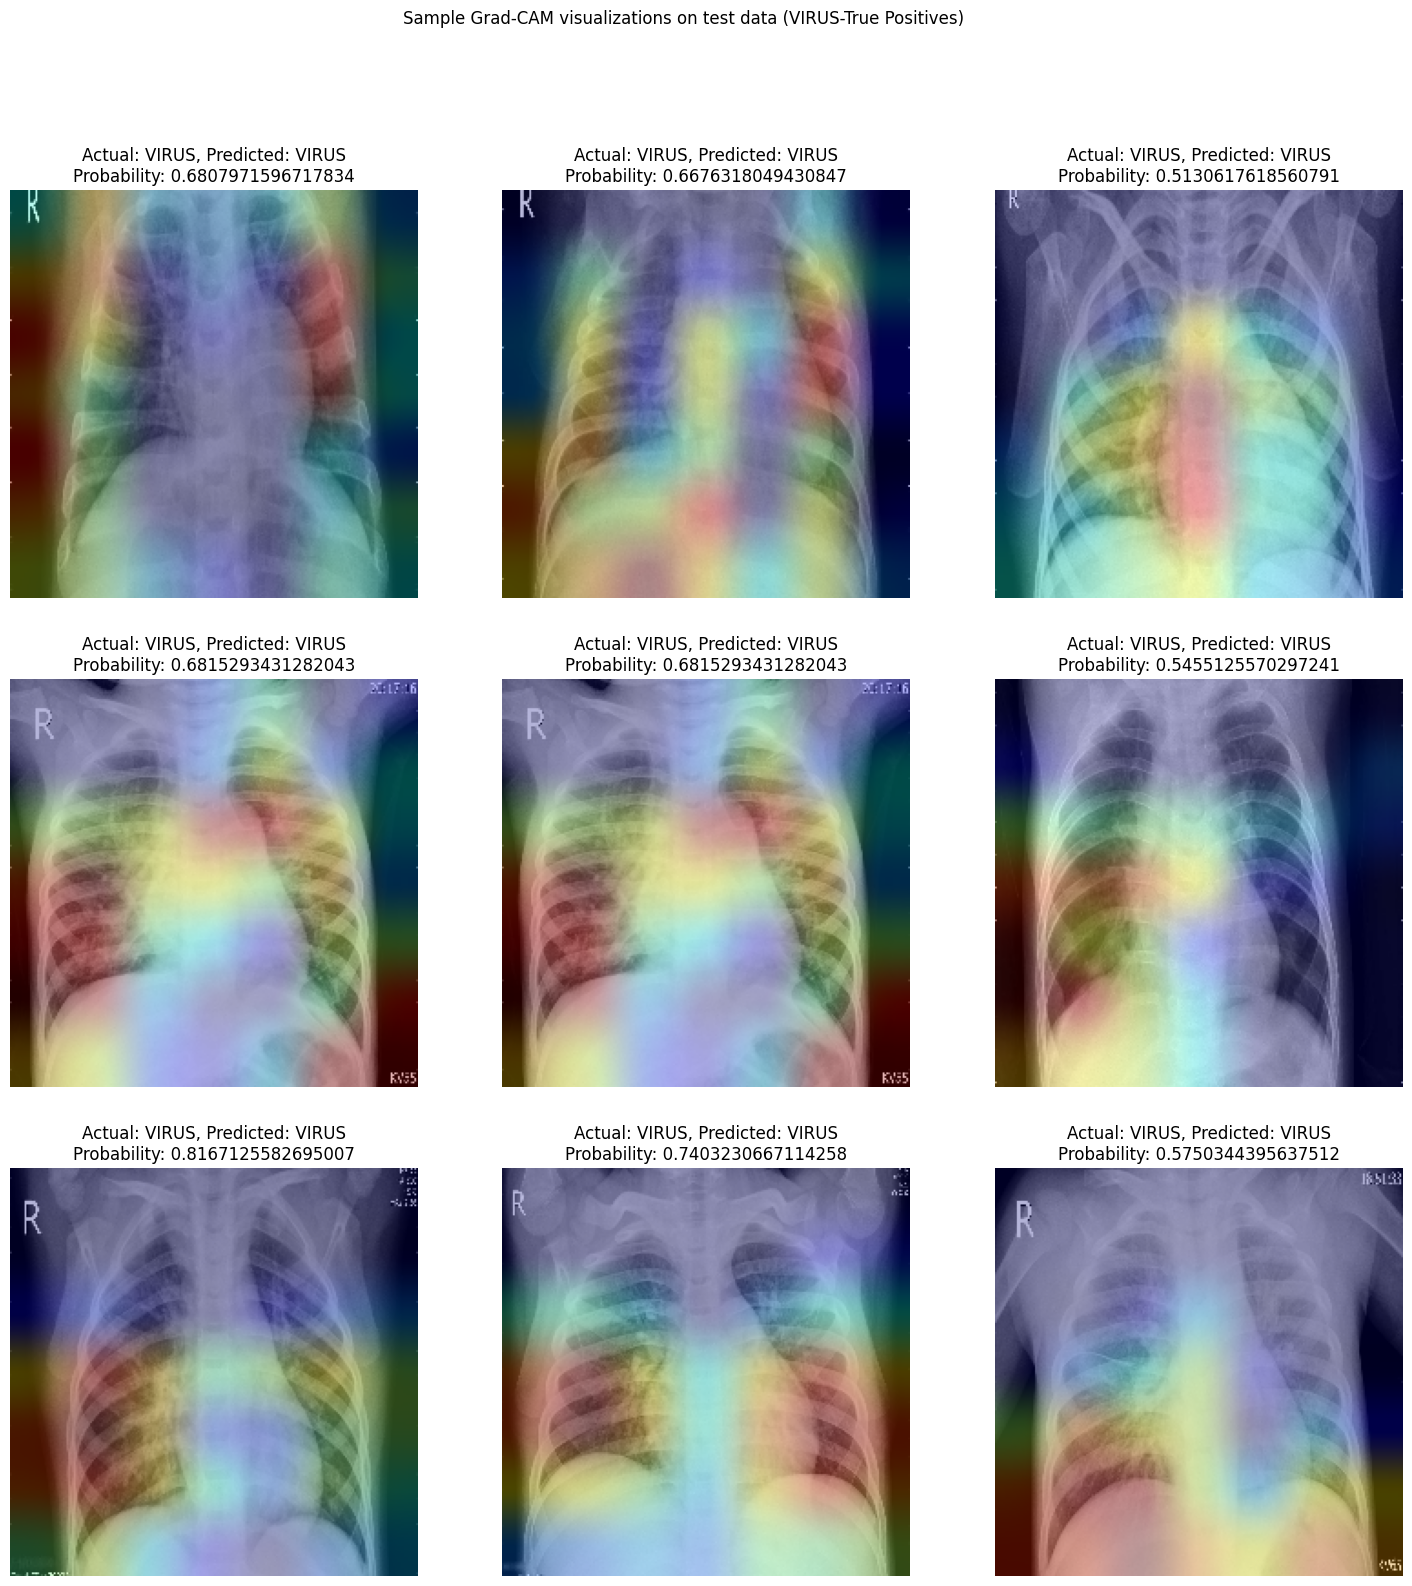 Sample Grad-CAM visualizations on test data (VIRUS-True Positives)
Actual: VIRUS, Predicted: VIRUS
Probability: 0.6807971596717834
R
Actual: VIRUS, Predicted: VIRUS
Probability: 0.6676318049430847
R
Actual: VIRUS, Predicted: VIRUS
Probability: 0.5130617618560791
R
Actual: VIRUS, Predicted: VIRUS
Probability: 0.6815293431282043
R
Actual: VIRUS, Predicted: VIRUS
Probability: 0.6815293431282043
R
Actual: VIRUS, Predicted: VIRUS
Probability: 0.5455125570297241
Actual: VIRUS, Predicted: VIRUS
Probability: 0.8167125582695007
R
Actual: VIRUS, Predicted: VIRUS
Probability: 0.7403230667114258
R
Actual: VIRUS, Predicted: VIRUS
Probability: 0.5750344395637512
R